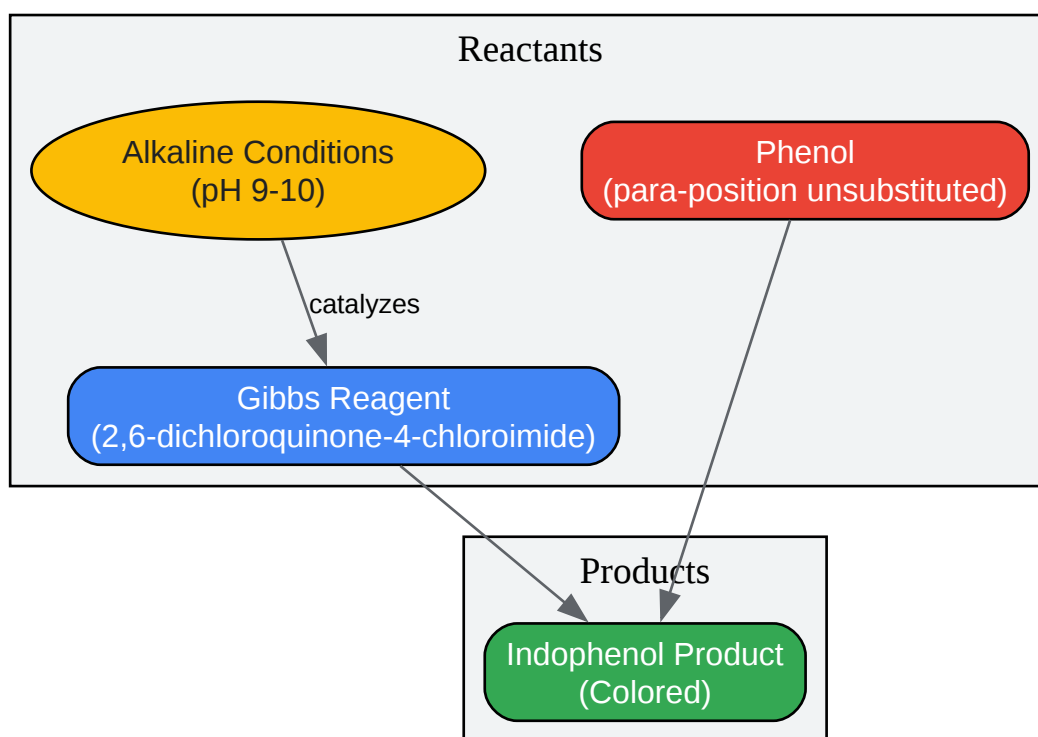 Reactants
Alkaline Conditions
(pH 9-10)
Phenol
(para-position unsubstituted)
catalyzes
Gibbs Reagent
(2,6-dichloroquinone-4-chloroimide)
Products
Indophenol Product
(Colored)